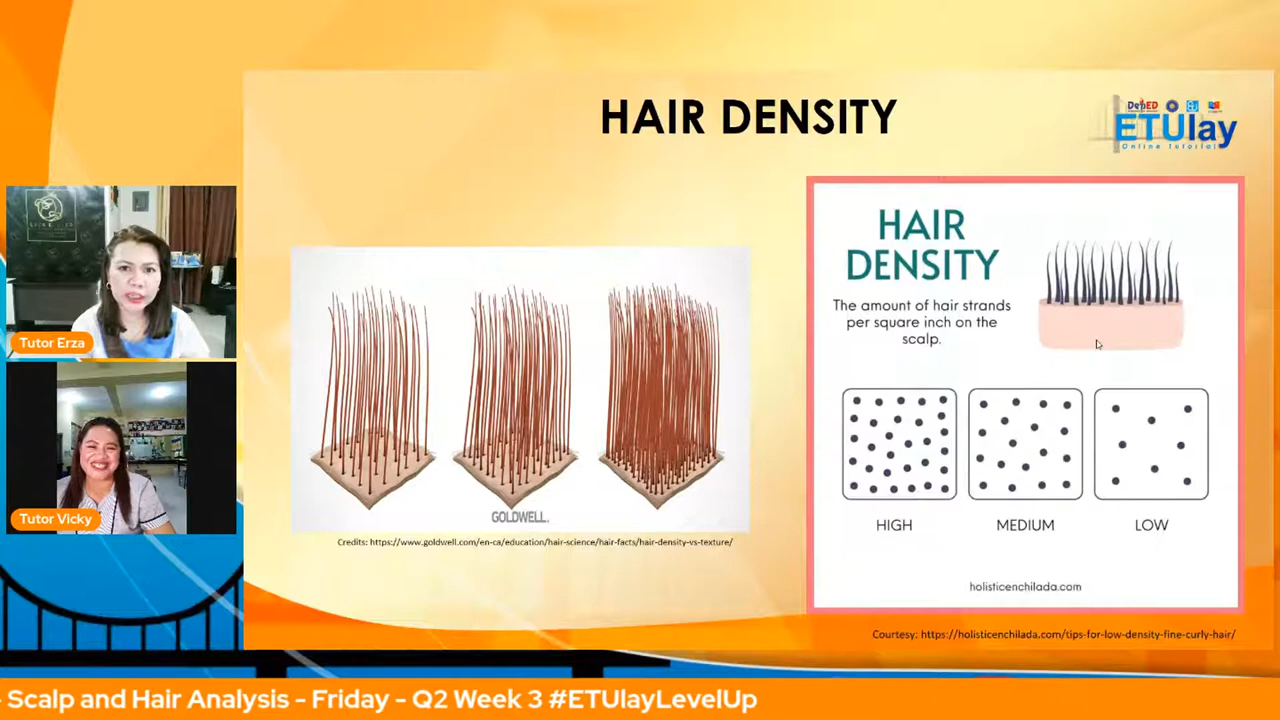 HAIR DENSITY
DepED
ETUlay
Online Tutorial
Tutor Erza
Tutor Vicky
GOLDWELL.
Credits: https://www.goldwell.com/en-ca/education/hair-science/hair-facts/hair-density-vs-texture/
HAIR
DENSITY
The amount of hair strands
per square inch on the
scalp.
HIGH
MEDIUM
LOW
holisticenchilada.com
Courtesy: https://holisticenchilada.com/tips-for-low-density-fine-curly-hair/
Scalp and Hair Analysis - Friday - Q2 Week 3 #ETUlayLevelUp